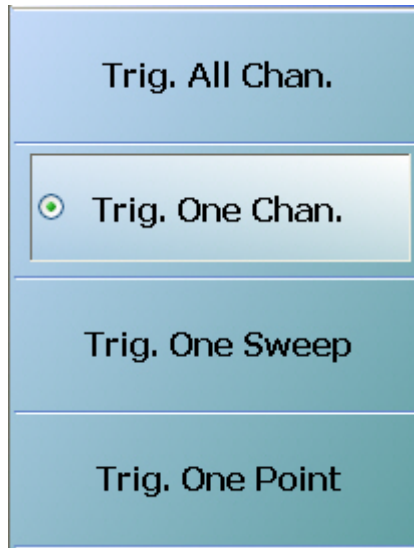 Trig. All Chan.
Trig. One Chan.
Trig. One Sweep
Trig. One Point